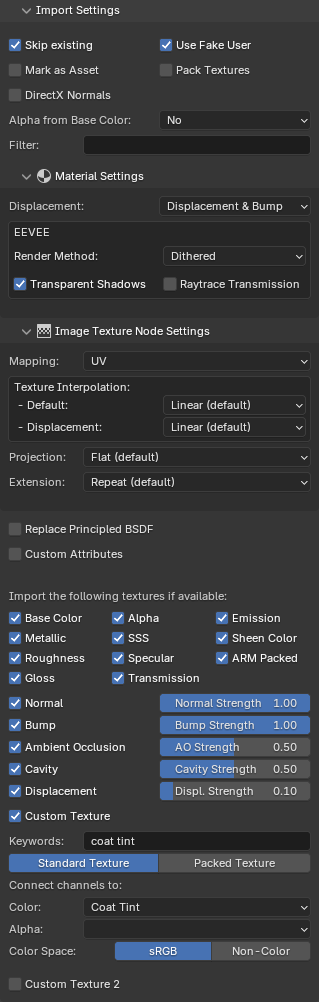 Import Settings
Skip existing Use Fake User
Mark as Asset Pack Textures
DirectX Normals
Alpha from Base Color: No
Filter:
Material Settings
Displacement: Displacement & Bump
EEVEE
Render Method: Dithered
Transparent Shadows Raytrace Transmission
Image Texture Node Settings
Mapping: UV
Texture Interpolation:
- Default: Linear (default)
- Displacement: Linear (default)
Projection: Flat (default)
Extension: Repeat (default)
Replace Principled BSDF
Custom Attributes
Import the following textures if available:
Base Color Alpha Emission
Metallic SSS Sheen Color
Roughness Specular ARM Packed
Gloss Transmission
Normal Normal Strength 1.00
Bump Bump Strength 1.00
Ambient Occlusion AO Strength 0.50
Cavity Cavity Strength 0.50
Displacement Displ. Strength 0.10
Custom Texture
Keywords: coat tint
Standard Texture Packed Texture
Connect channels to:
Color: Coat Tint
Alpha:
Color Space: sRGB Non-Color
Custom Texture 2